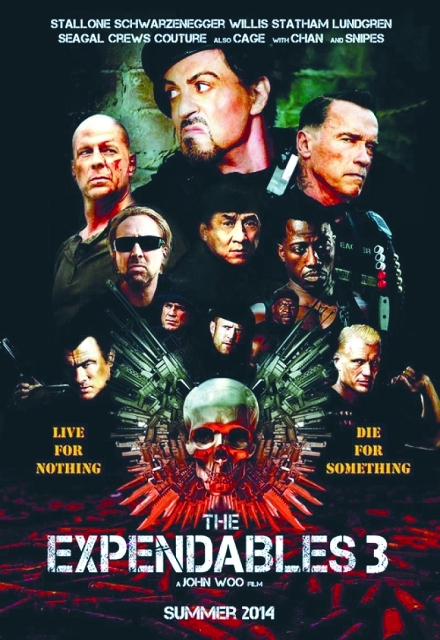 STALLONE SCHWARZENEGGER WILLIS STATHAM LUNDGREN
SEAGAL CREWS COUTURE ALSO CAGE WITH CHAN AND SNIPES
LIVE
FOR
NOTHING
DIE
FOR
SOMETHING
THE
EXPENDABLES 3
A JOHN WOO FILM
SUMMER 2014